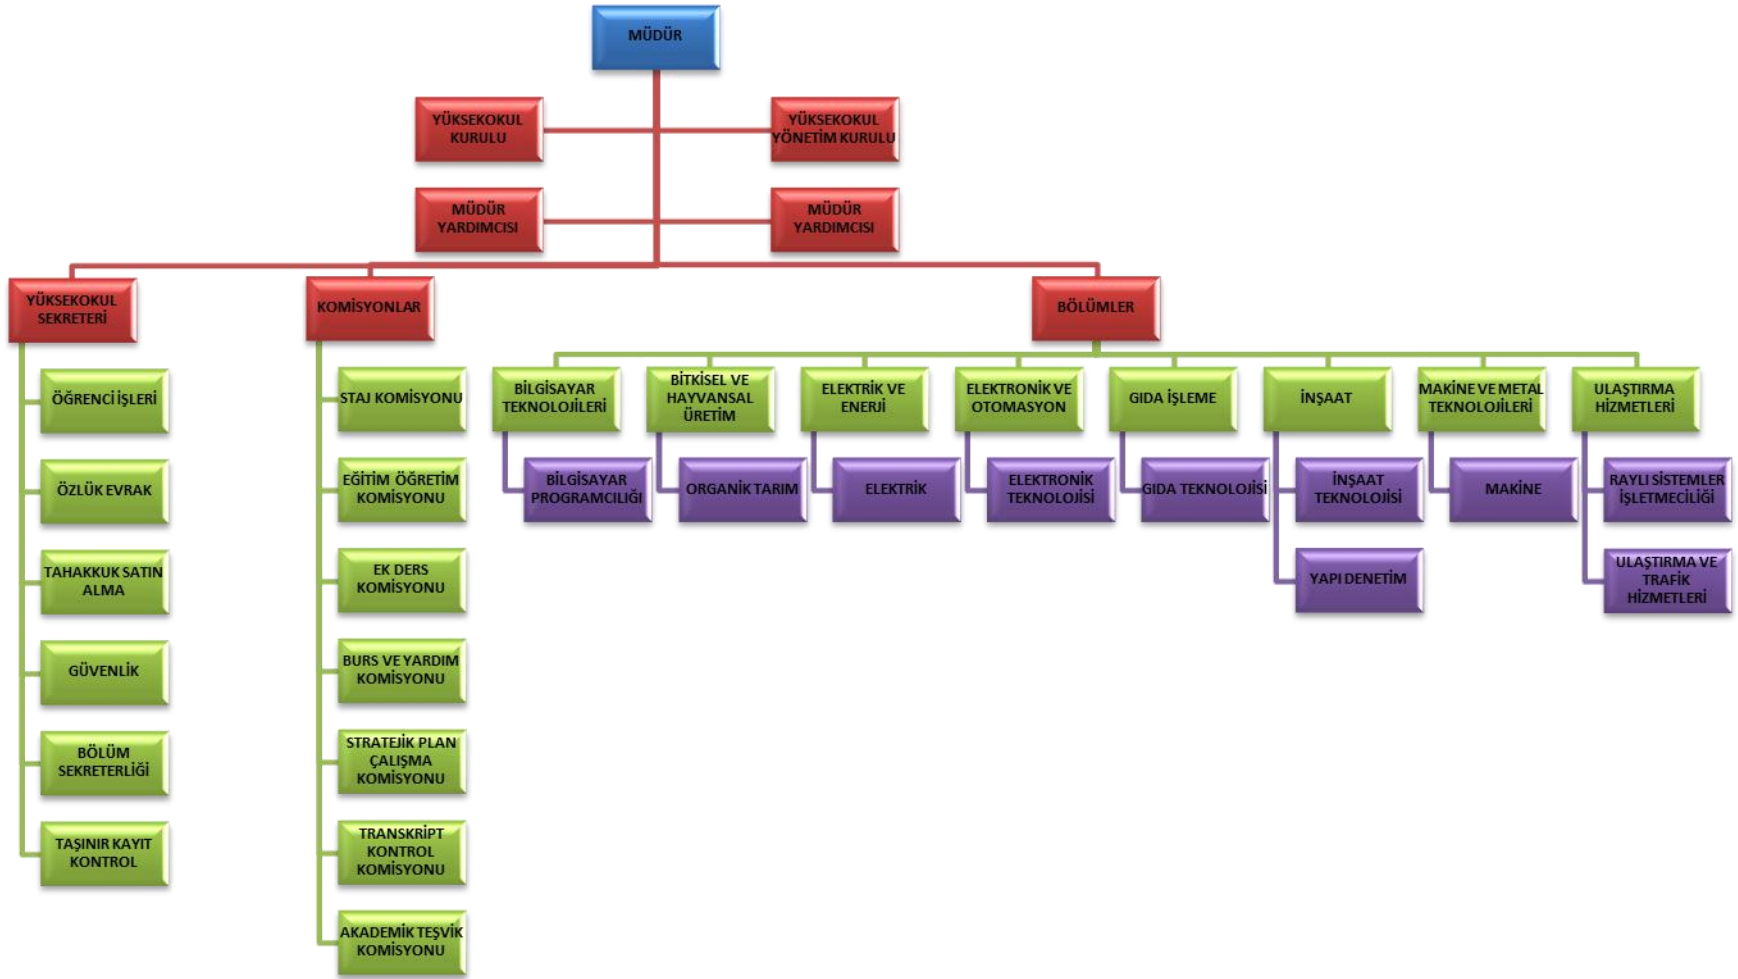 MÜDÜR
YÜKSEKOKUL
KURULU
YÜKSEKOKUL
YÖNETİM KURULU
MÜDÜR
YARDIMCISI
MÜDÜR
YARDIMCISI
YÜKSEKOKUL
SEKRETERİ
KOMİSYONLAR
BÖLÜMLER
ÖĞRENCİ İŞLERİ
ÖZLÜK EVRAK
TAHAKKUK SATIN
ALMA
GÜVENLİK
BÖLÜM
SEKRETERLİĞİ
TAŞINIR KAYIT
KONTROL
STAJ KOMİSYONU
EĞİTİM ÖĞRETİM
KOMİSYONU
EK DERS
KOMİSYONU
BURS VE YARDIM
KOMİSYONU
STRATEJİK PLAN
ÇALIŞMA
KOMİSYONU
TRANSKRİPT
KONTROL
KOMİSYONU
AKADEMİK TEŞVİK
KOMİSYONU
BİLGİSAYAR
TEKNOLOJİLERİ
BİLGİSAYAR
PROGRAMCILIĞI
BİTKİSEL VE
HAYVANSAL
ÜRETİM
ORGANİK TARIM
ELEKTRİK VE
ENERJİ
ELEKTRİK
ELEKTRONİK VE
OTOMASYON
ELEKTRONİK
TEKNOLOJİSİ
GIDA İŞLEME
GIDA TEKNOLOJİSİ
İNŞAAT
İNŞAAT
TEKNOLOJİSİ
YAPI DENETİM
MAKİNE VE METAL
TEKNOLOJİLERİ
MAKİNE
ULAŞTIRMA
HİZMETLERİ
RAYLI SİSTEMLER
İŞLETMECİLİĞİ
ULAŞTIRMA VE
TRAFİK
HİZMETLERİ